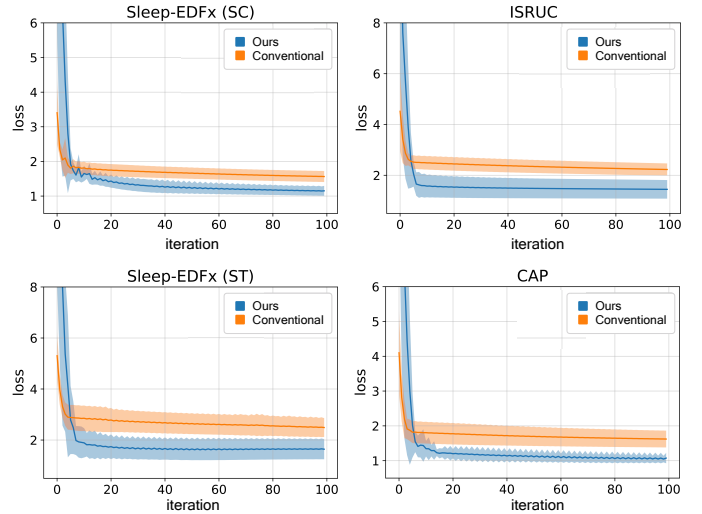 Sleep-EDFx (SC)
6
5
4
3
2
1
loss
Ours
Conventional
0 20 40 60 80 100
iteration
ISRUC
8
6
4
2
loss
Ours
Conventional
0 20 40 60 80 100
iteration
Sleep-EDFx (ST)
8
6
4
2
loss
Ours
Conventional
0 20 40 60 80 100
iteration
CAP
6
5
4
3
2
1
loss
Ours
Conventional
0 20 40 60 80 100
iteration